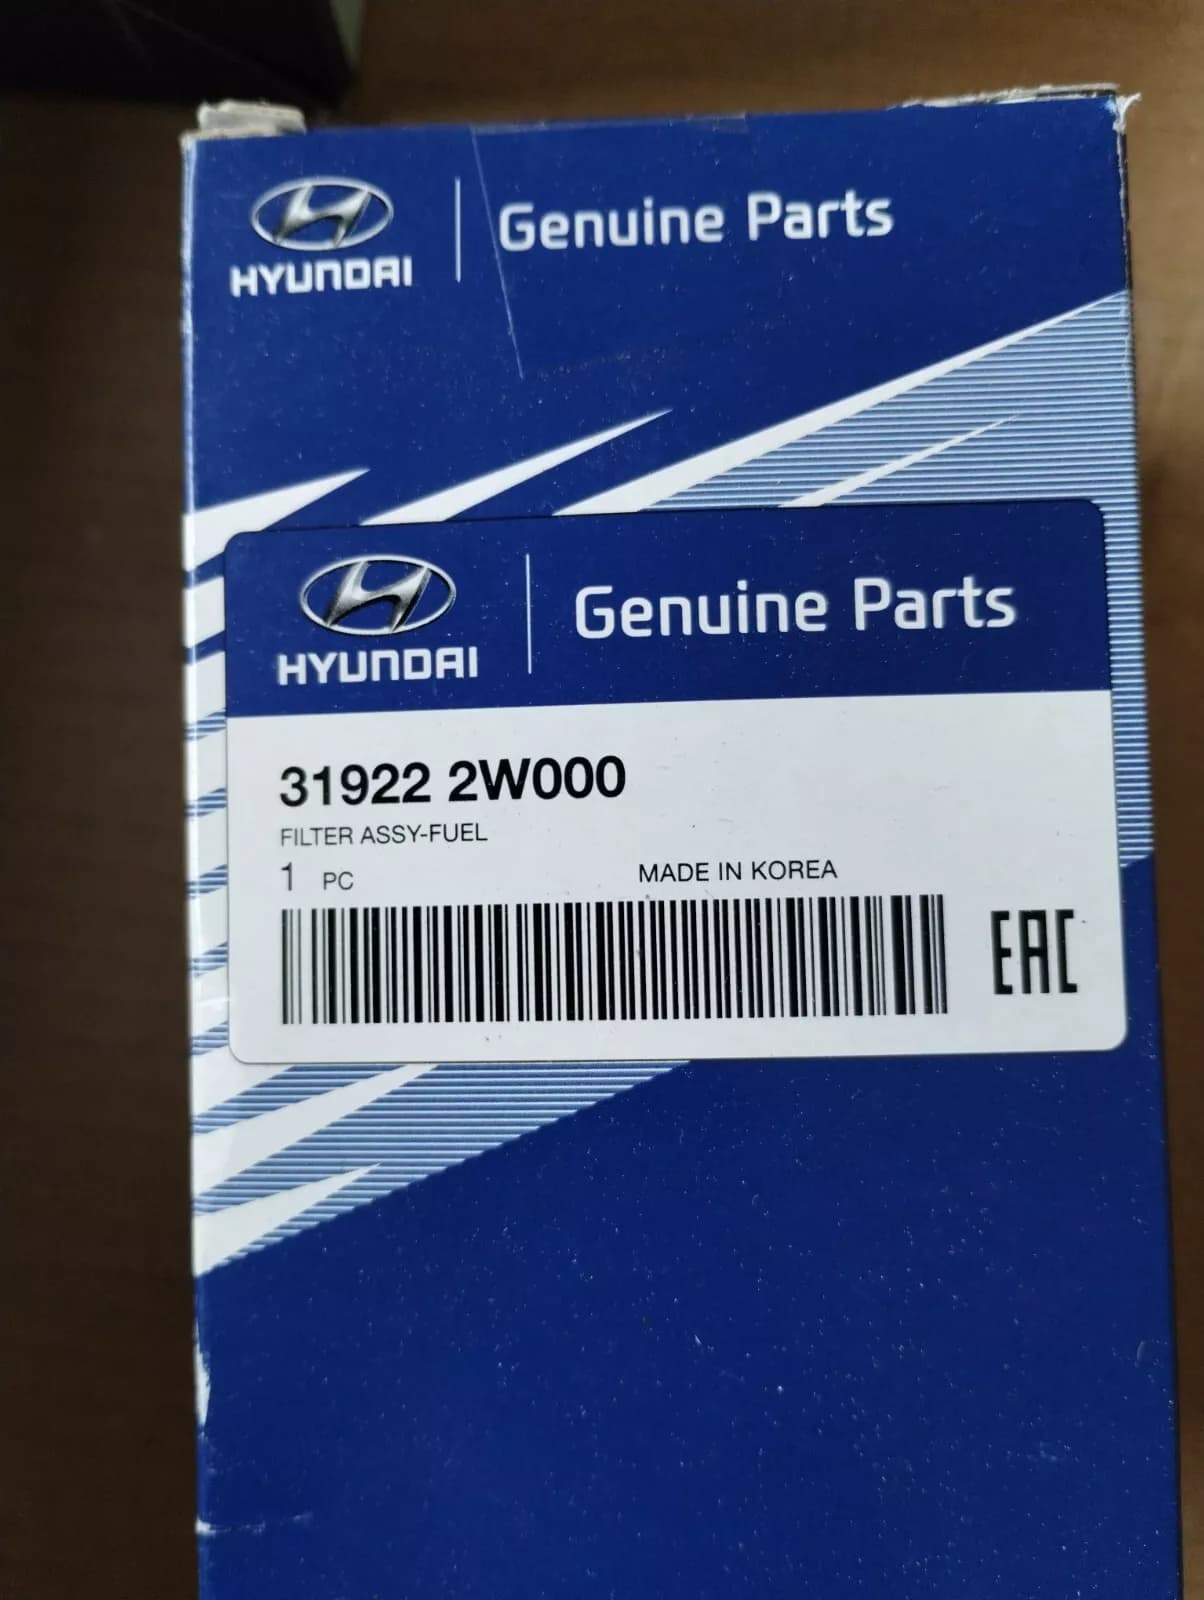 HYUNDAI
Genuine Parts
HYUNDAI
Genuine Parts
31922 2W000
FILTER ASSY-FUEL
1 PC MADE IN KOREA
EAC